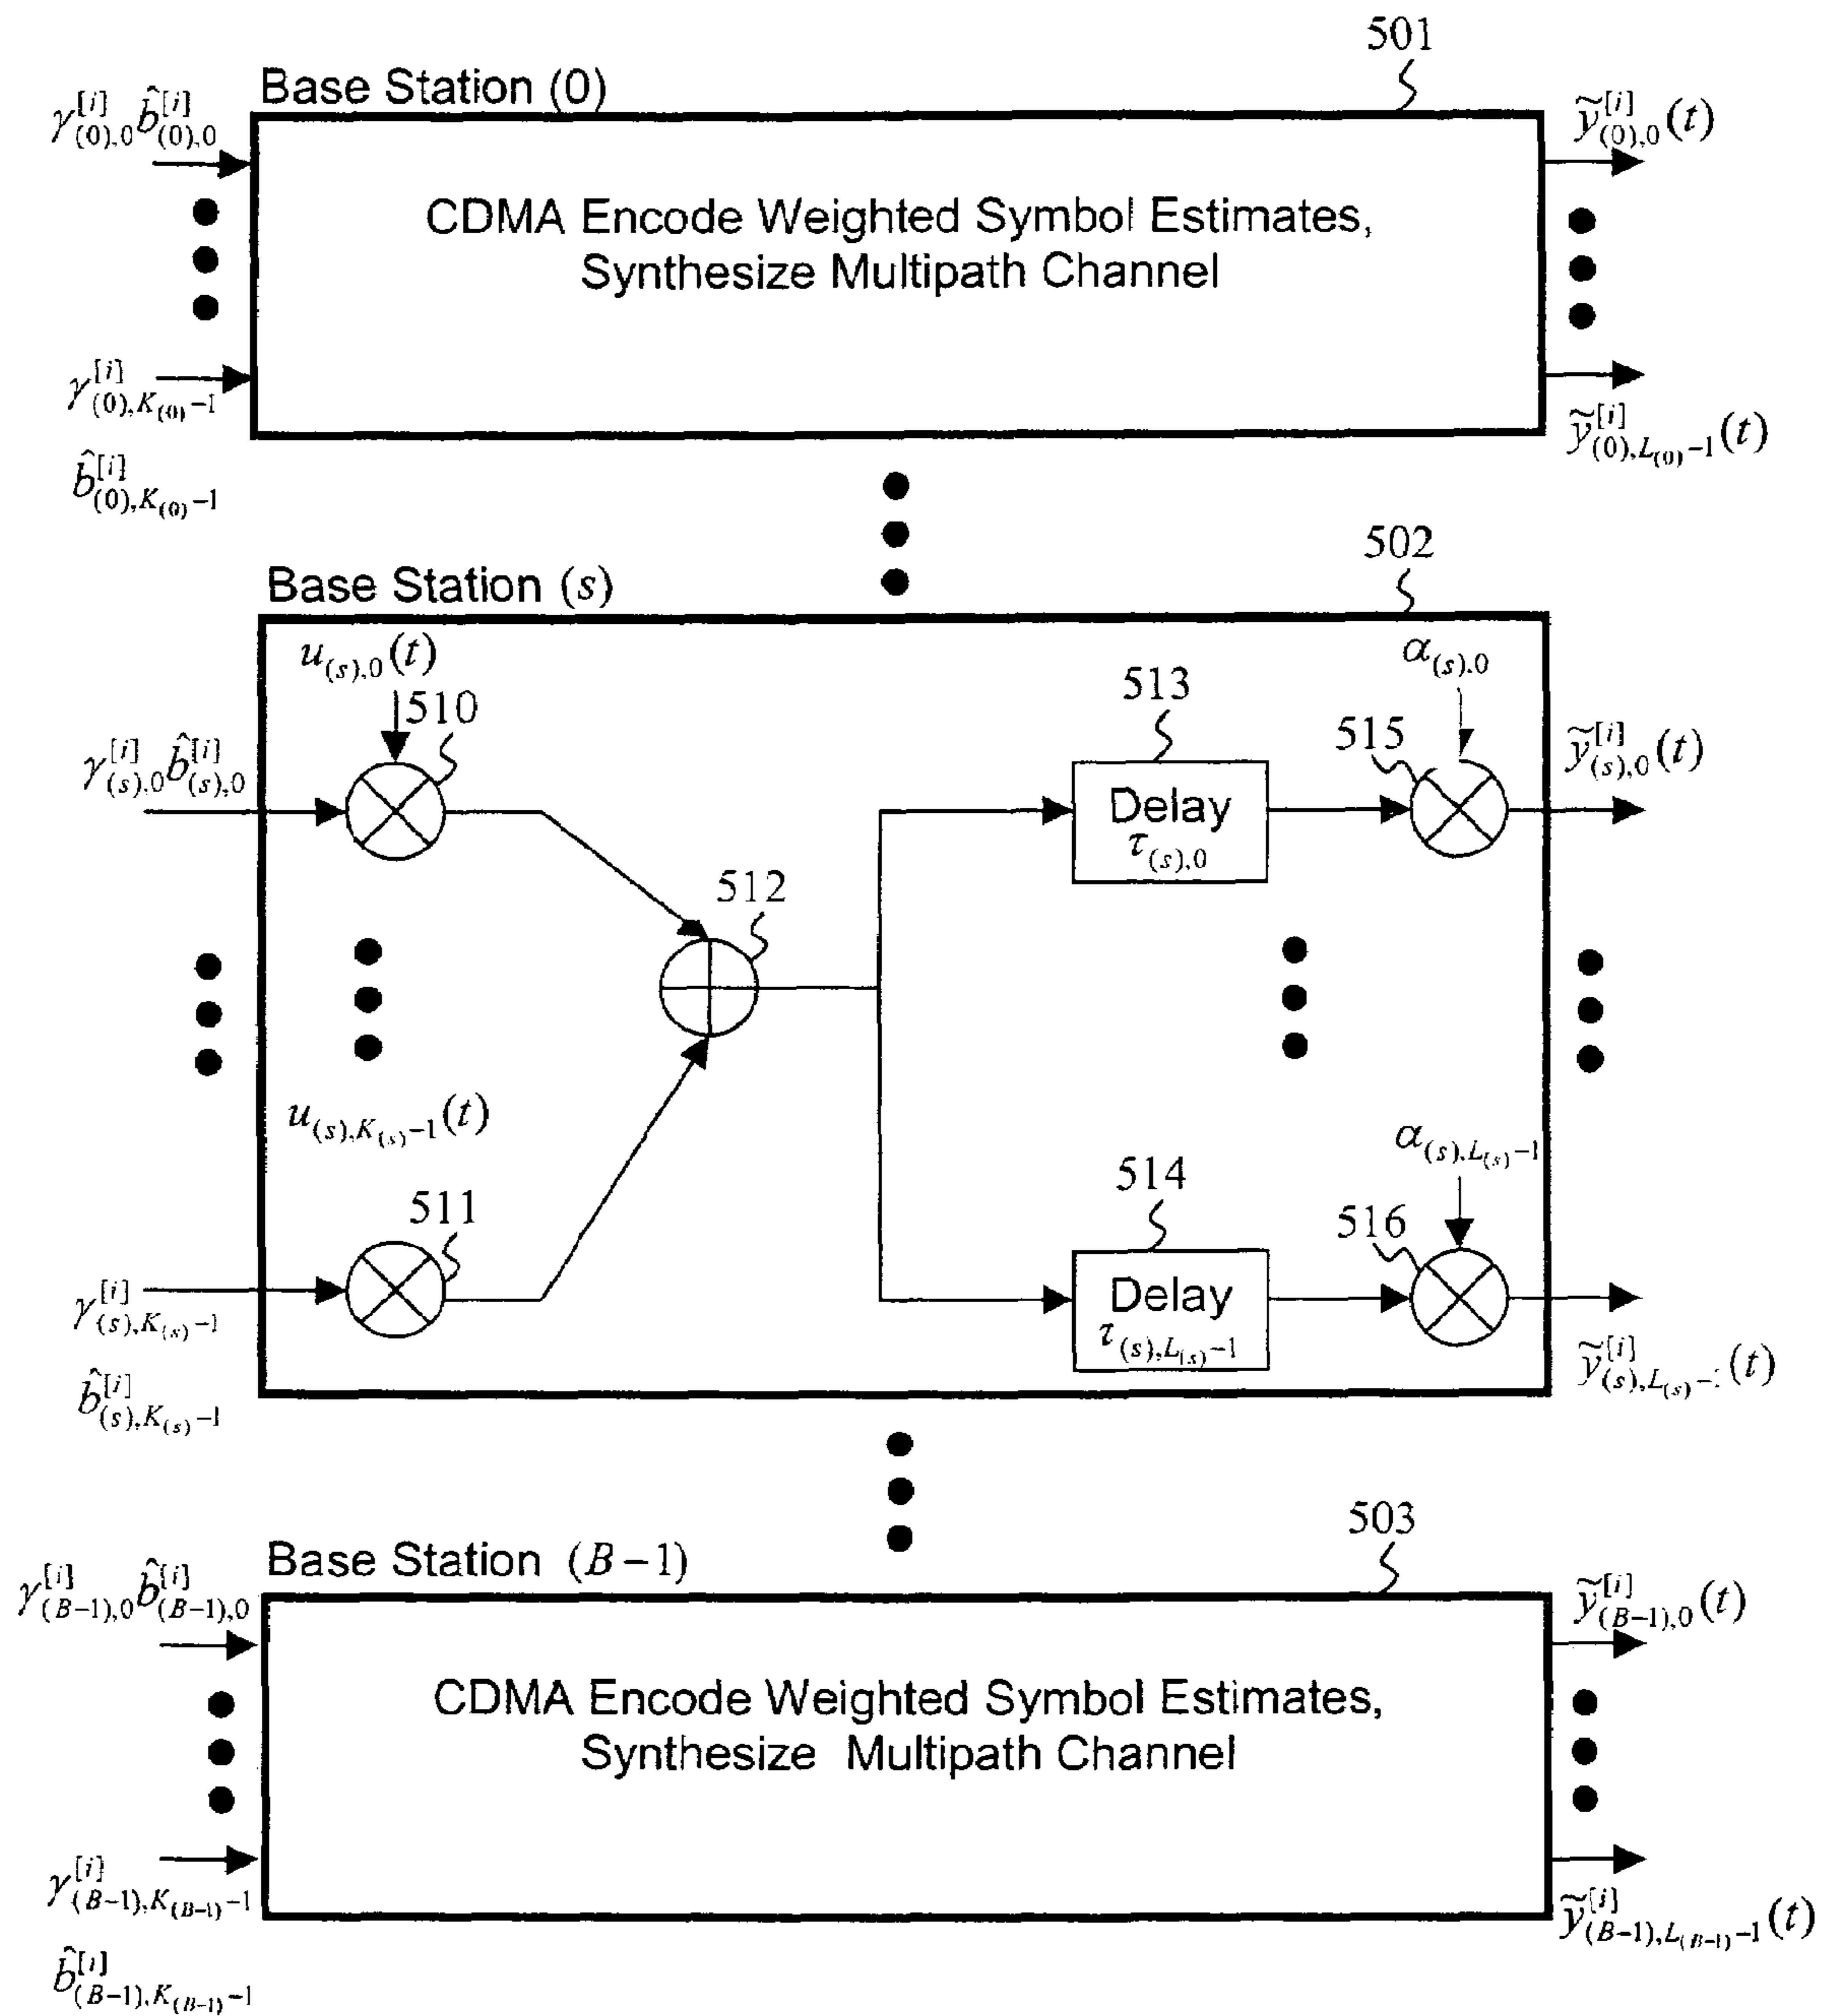 501
Base Station (0)
γ^{[i]}_{(0),0} b̂^{[i]}_{(0),0}
ỹ^{[i]}_{(0),0}(t)
CDMA Encode Weighted Symbol Estimates,
Synthesize Multipath Channel
γ^{[i]}_{(0),K_{(0)}-1}
b̂^{[i]}_{(0),K_{(0)}-1}
ỹ^{[i]}_{(0),L_{(0)}-1}(t)
502
Base Station (s)
u_{(s),0}(t)
α_{(s),0}
510
513
515
γ^{[i]}_{(s),0} b̂^{[i]}_{(s),0}
ỹ^{[i]}_{(s),0}(t)
Delay
τ_{(s),0}
512
u_{(s),K_{(s)}-1}(t)
α_{(s),L_{(s)}-1}
511
514
516
γ^{[i]}_{(s),K_{(s)}-1}
b̂^{[i]}_{(s),K_{(s)}-1}
Delay
τ_{(s),L_{(s)}-1}
ỹ^{[i]}_{(s),L_{(s)}-1}(t)
503
Base Station (B-1)
γ^{[i]}_{(B-1),0} b̂^{[i]}_{(B-1),0}
ỹ^{[i]}_{(B-1),0}(t)
CDMA Encode Weighted Symbol Estimates,
Synthesize Multipath Channel
γ^{[i]}_{(B-1),K_{(B-1)}-1}
b̂^{[i]}_{(B-1),K_{(B-1)}-1}
ỹ^{[i]}_{(B-1),L_{(B-1)}-1}(t)